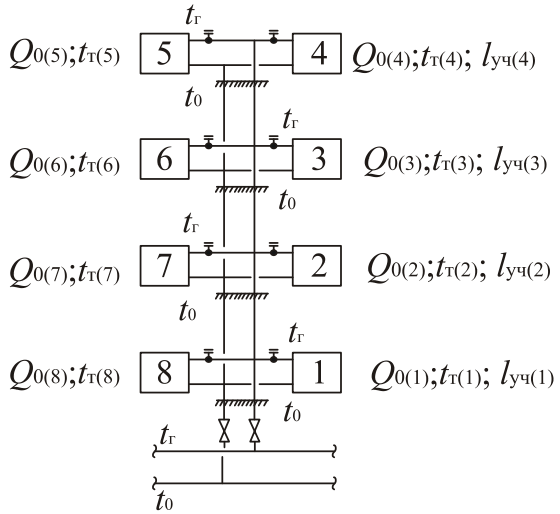 tг
Q0(5);tт(5) 5 4 Q0(4);tт(4); lуч(4)
t0
tг
Q0(6);tт(6) 6 3 Q0(3);tт(3); lуч(3)
t0
tг
Q0(7);tт(7) 7 2 Q0(2);tт(2); lуч(2)
t0
tг
Q0(8);tт(8) 8 1 Q0(1);tт(1); lуч(1)
t0
tг
t0